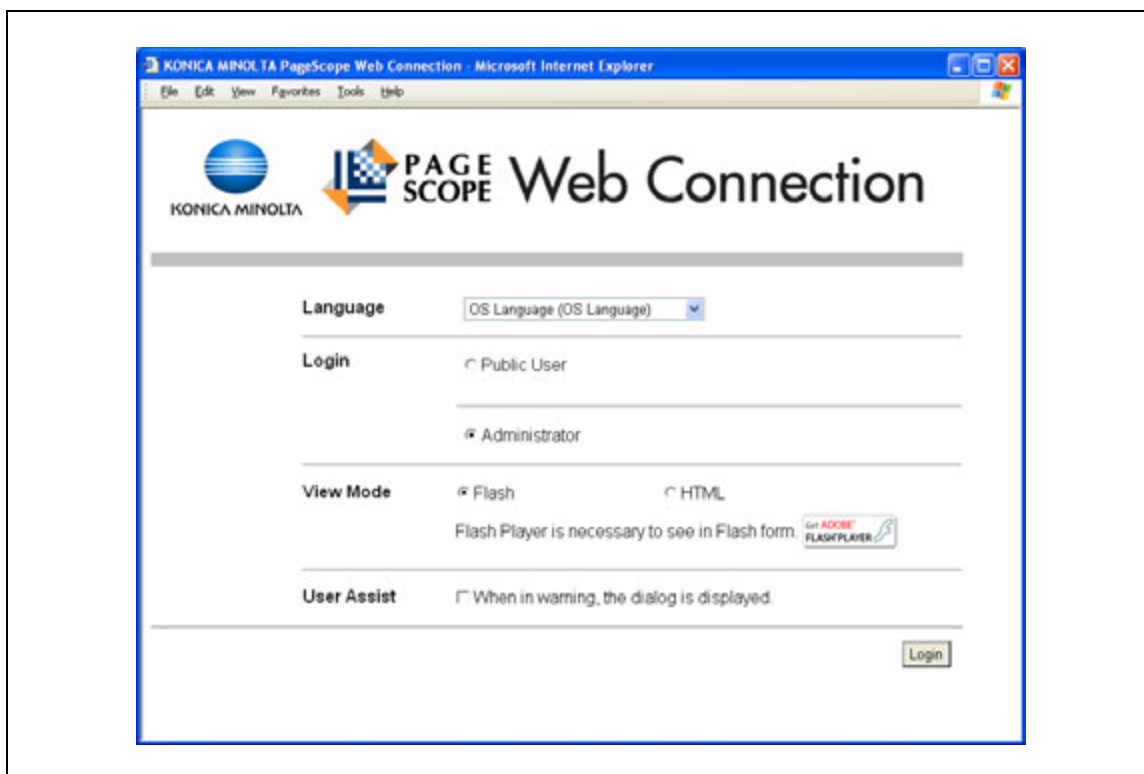 KONICA MINOLTA PageScope Web Connection - Microsoft Internet Explorer
File Edit View Favorites Tools Help
KONICA MINOLTA
PAGE SCOPE Web Connection
Language OS Language (OS Language)
Login Public User
Administrator
View Mode Flash HTML
Flash Player is necessary to see in Flash form. Get ADOBE FLASH PLAYER
User Assist When in warning, the dialog is displayed.
Login